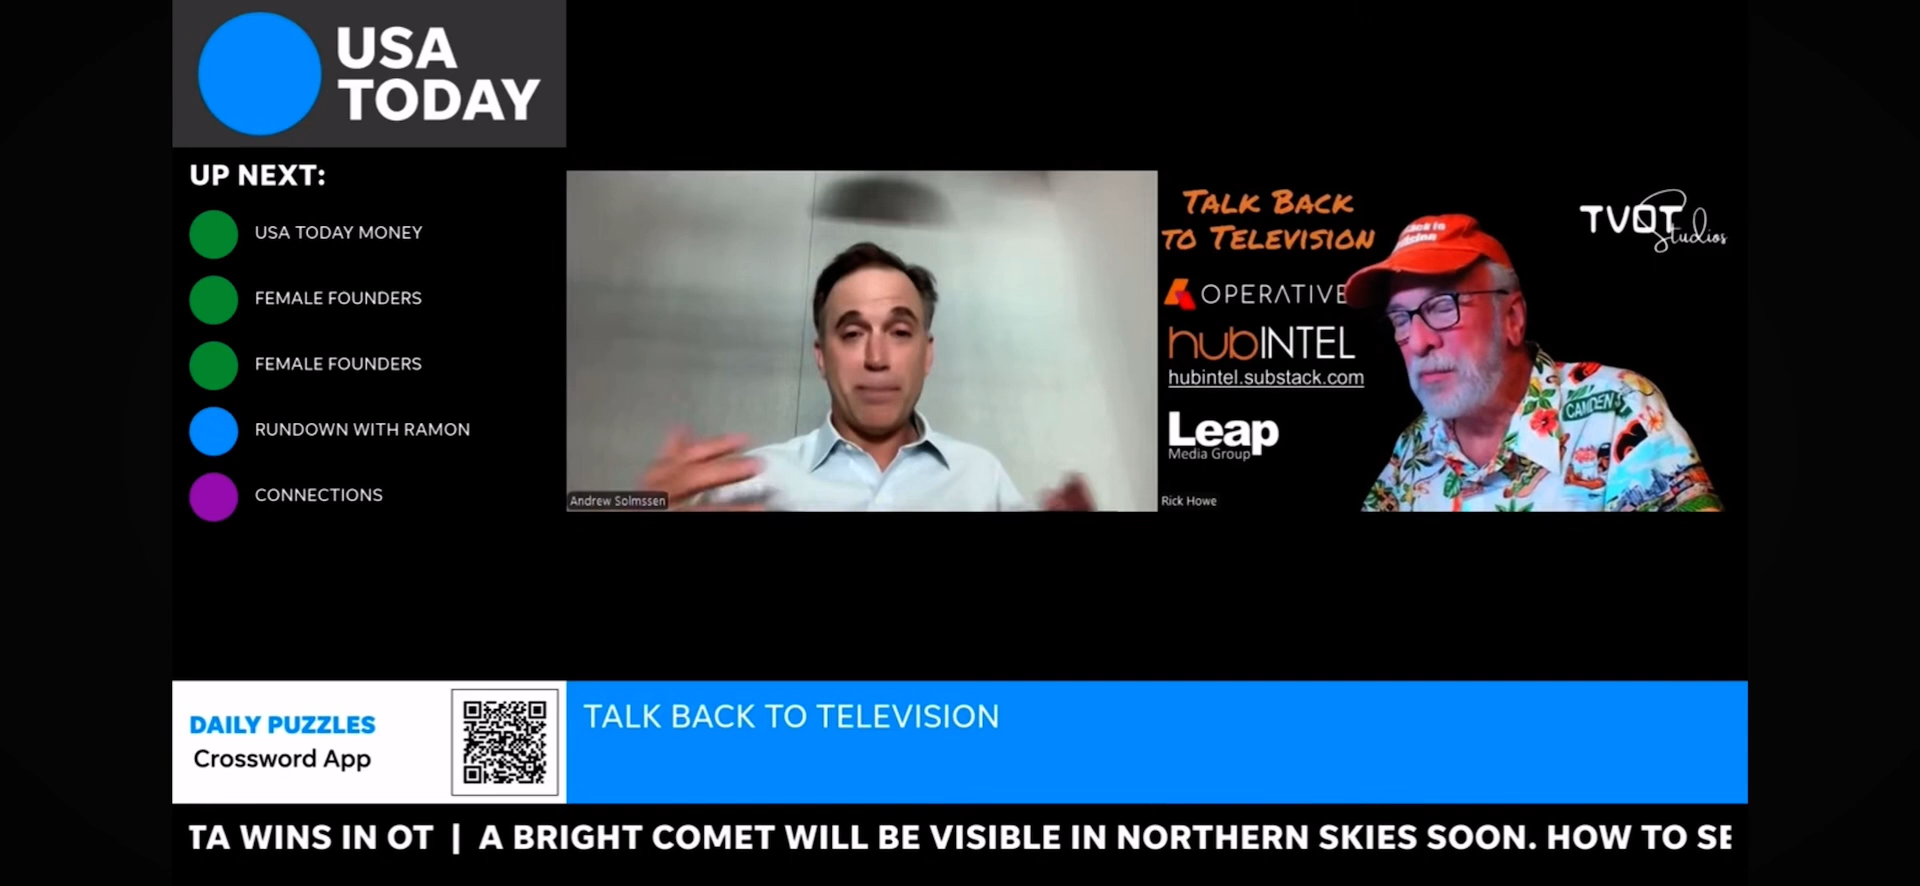 USA
TODAY
UP NEXT:
USA TODAY MONEY
FEMALE FOUNDERS
FEMALE FOUNDERS
RUNDOWN WITH RAMON
CONNECTIONS
Andrew Solmssen
TALK BACK
TO TELEVISION
OPERATIVE
hubINTEL
hubintel.substack.com
Leap
Media Group
Rick Howe
TVOT
Studios
CAMDEN
DAILY PUZZLES
Crossword App
TALK BACK TO TELEVISION
TA WINS IN OT | A BRIGHT COMET WILL BE VISIBLE IN NORTHERN SKIES SOON. HOW TO SE